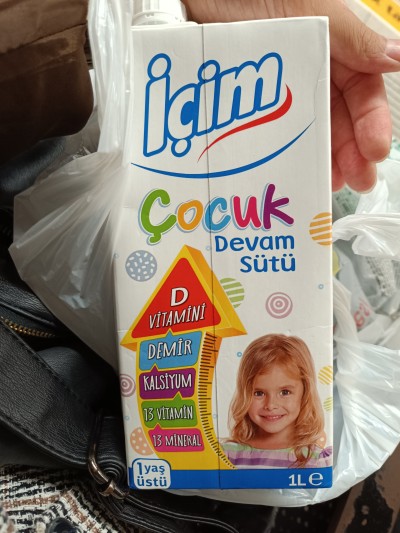 içim
Çocuk
Devam
Sütü
D
VİTAMİNİ
DEMİR
KALSİYUM
13 VİTAMİN
13 MİNERAL
1 yaş
üstü
1L ℮